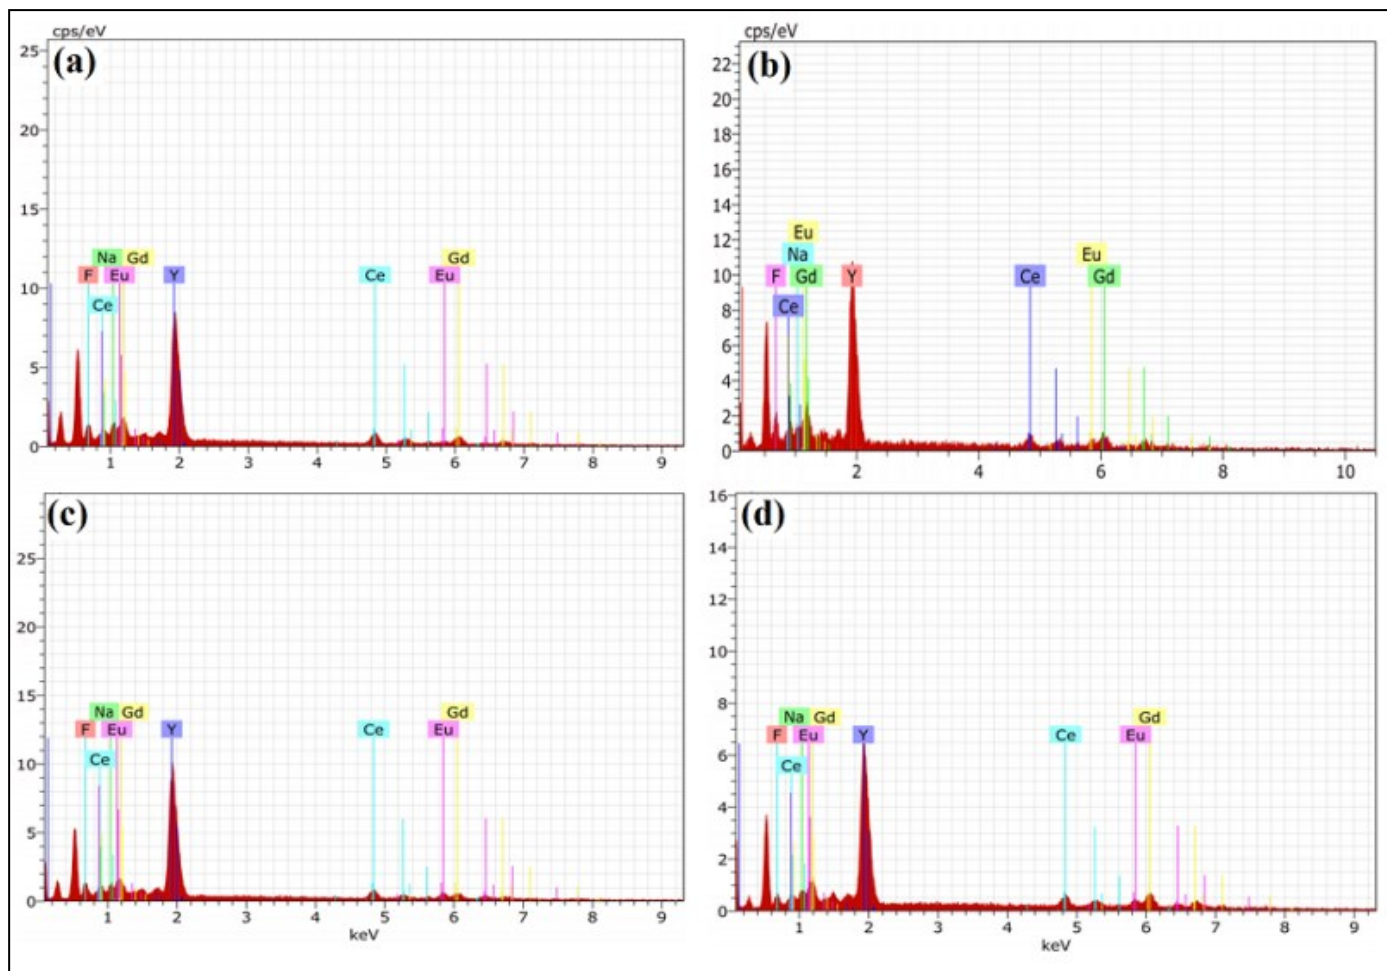 cps/eV
(a)
25
20
15
10
5
0
Na Gd
F Eu Y Ce Eu Gd
Ce
1 2 3 4 5 6 7 8 9
cps/eV
(b)
22
20
18
16
14
12
10
8
6
4
2
0
Eu
Na Eu
F Gd Y Ce Gd
Ce
2 4 6 8 10
(c)
25
20
15
10
5
0
Na Gd Gd
F Eu Y Ce Eu
Ce
0 1 2 3 4 5 6 7 8 9
keV
(d)
16
14
12
10
8
6
4
2
0
Na Gd Gd
F Eu Y Ce Eu
Ce
1 2 3 4 5 6 7 8 9
keV